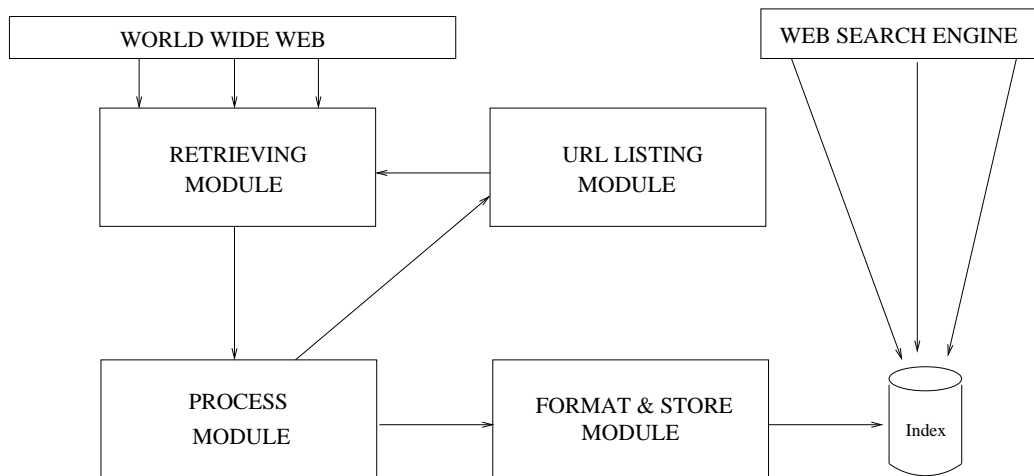 WORLD WIDE WEB
WEB SEARCH ENGINE
RETRIEVING
MODULE
URL LISTING
MODULE
PROCESS
MODULE
FORMAT & STORE
MODULE
Index